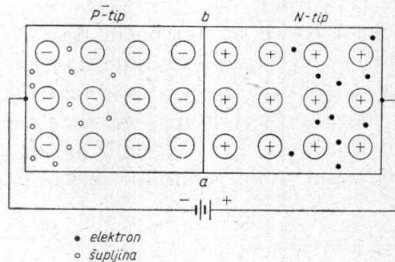 P-tip
b
N-tip
a
− +
• elektron
○ šupljina